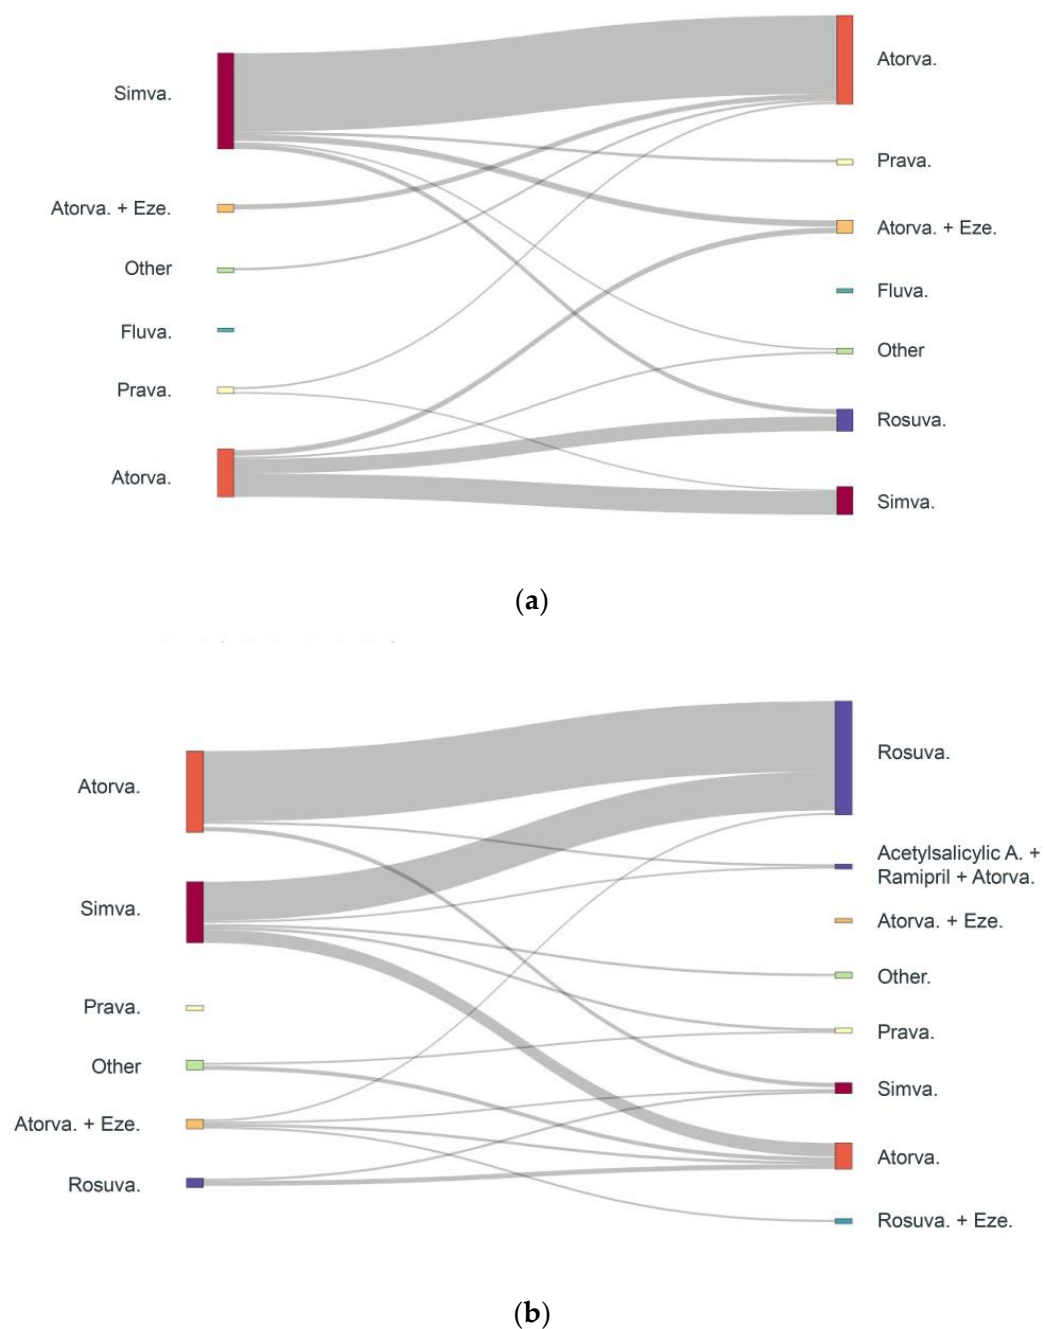 Simva.
Atorva. + Eze.
Other
Fluva.
Prava.
Atorva.
Atorva.
Prava.
Atorva. + Eze.
Fluva.
Other
Rosuva.
Simva.
(a)
Atorva.
Simva.
Prava.
Other
Atorva. + Eze.
Rosuva.
Rosuva.
Acetylsalicylic A. +
Ramipril + Atorva.
Atorva. + Eze.
Other.
Prava.
Simva.
Atorva.
Rosuva. + Eze.
(b)